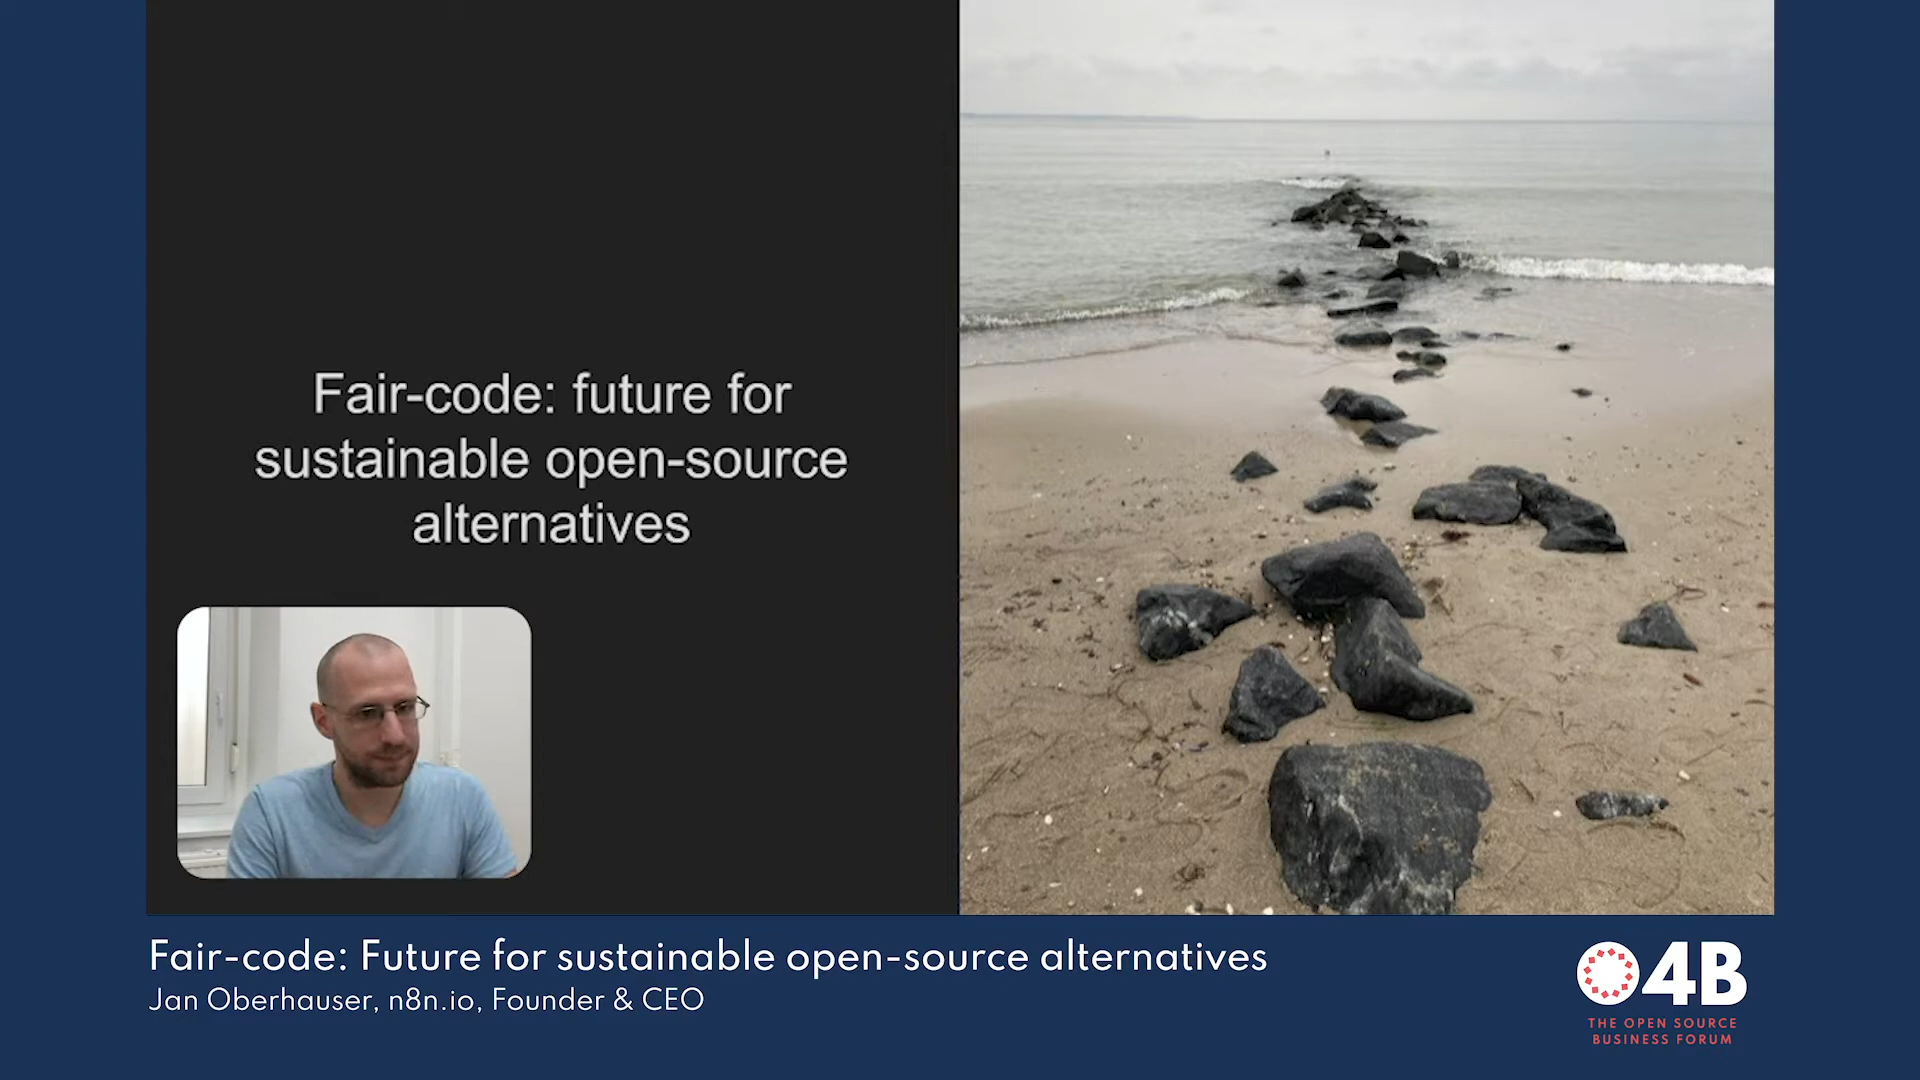 Fair-code: future for
sustainable open-source
alternatives
Fair-code: Future for sustainable open-source alternatives
Jan Oberhauser, n8n.io, Founder & CEO
O4B
THE OPEN SOURCE
BUSINESS FORUM